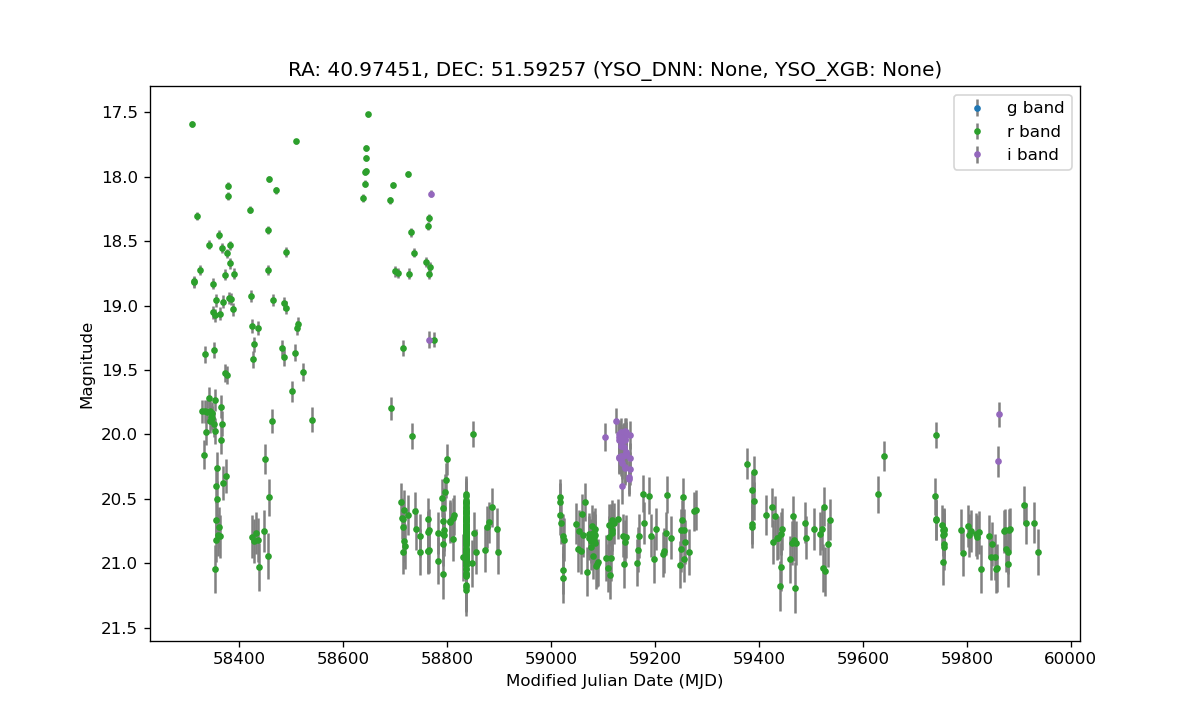 RA: 40.97451, DEC: 51.59257 (YSO_DNN: None, YSO_XGB: None)
g band
r band
i band
17.5
18.0
18.5
19.0
19.5
20.0
20.5
21.0
21.5
Magnitude
58400 58600 58800 59000 59200 59400 59600 59800 60000
Modified Julian Date (MJD)